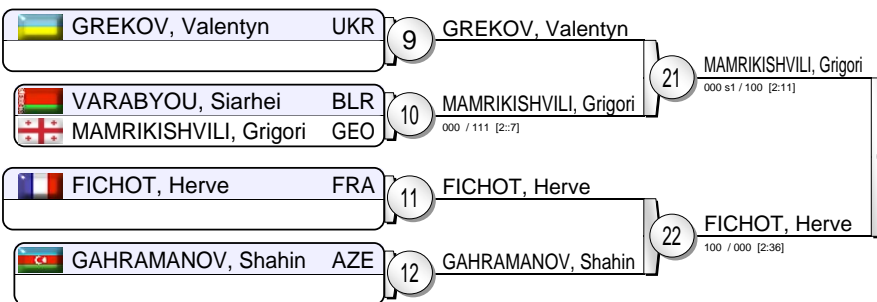 GREKOV, Valentyn UKR
9
GREKOV, Valentyn
21
MAMRIKISHVILI, Grigori
000 s1 / 100 [2:11]
VARABYOU, Siarhei BLR
MAMRIKISHVILI, Grigori GEO
10
MAMRIKISHVILI, Grigori
000 / 111 [2::7]
FICHOT, Herve FRA
11
FICHOT, Herve
22
FICHOT, Herve
100 / 000 [2:36]
GAHRAMANOV, Shahin AZE
12
GAHRAMANOV, Shahin